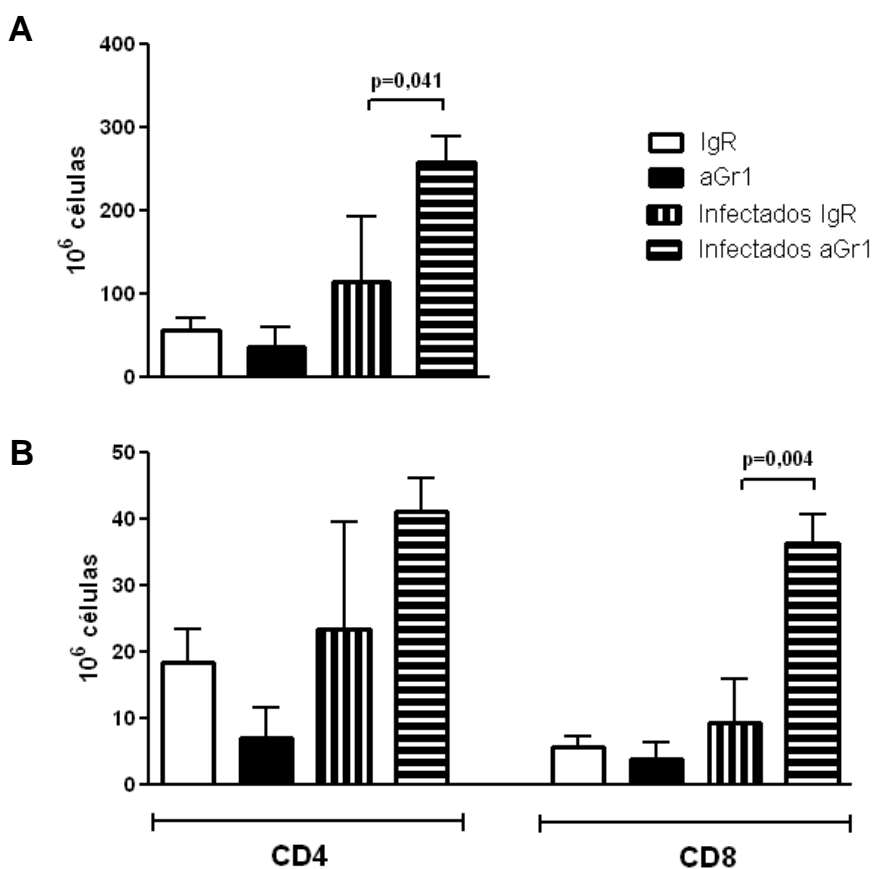 A
400
300
200
100
0
10⁶ células
p=0,041
IgR
aGr1
Infectados IgR
Infectados aGr1
B
50
40
30
20
10
0
10⁶ células
p=0,004
CD4
CD8